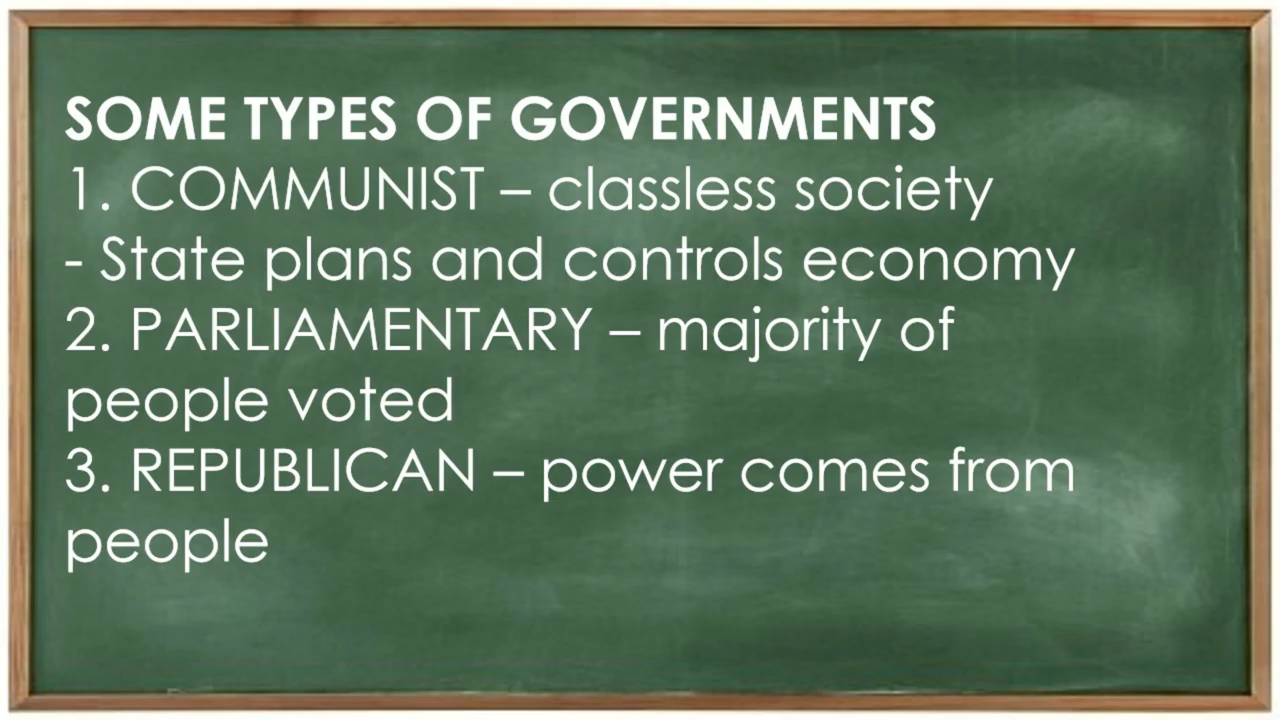 SOME TYPES OF GOVERNMENTS
1. COMMUNIST – classless society
- State plans and controls economy
2. PARLIAMENTARY – majority of
people voted
3. REPUBLICAN – power comes from
people